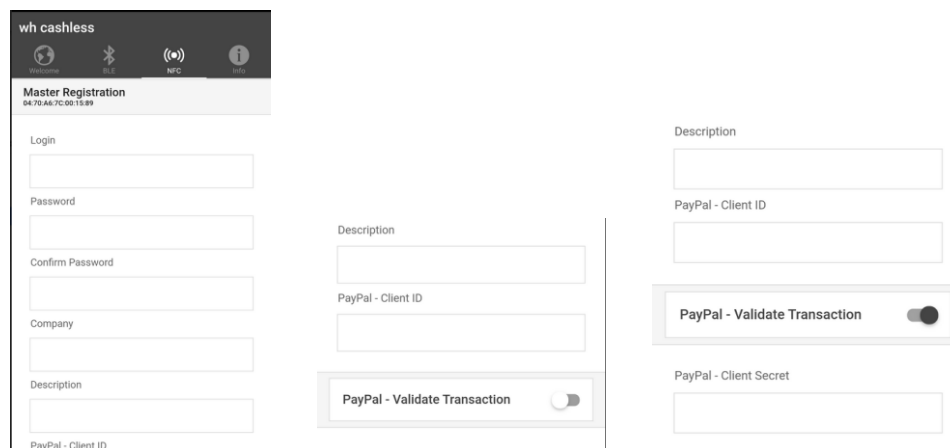 wh cashless
Welcome
BLE
NFC
Info
Master Registration
04:70:A6:7C:00:15:89
Login
Password
Confirm Password
Company
Description
PayPal - Client ID
Description
PayPal - Client ID
PayPal - Validate Transaction
Description
PayPal - Client ID
PayPal - Validate Transaction
PayPal - Client Secret